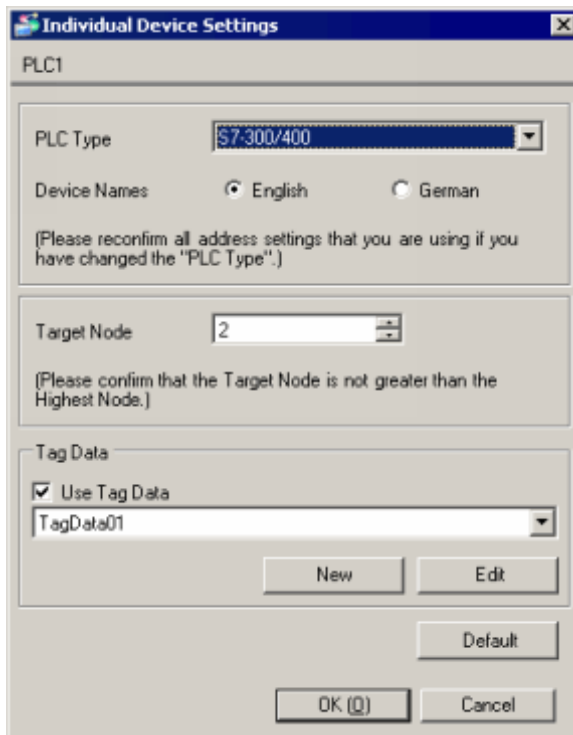 Individual Device Settings
PLC1
PLC Type
S7-300/400
Device Names
English
German
(Please reconfirm all address settings that you are using if you
have changed the "PLC Type".)
Target Node
2
(Please confirm that the Target Node is not greater than the
Highest Node.)
Tag Data
Use Tag Data
TagData01
New
Edit
Default
OK (O)
Cancel